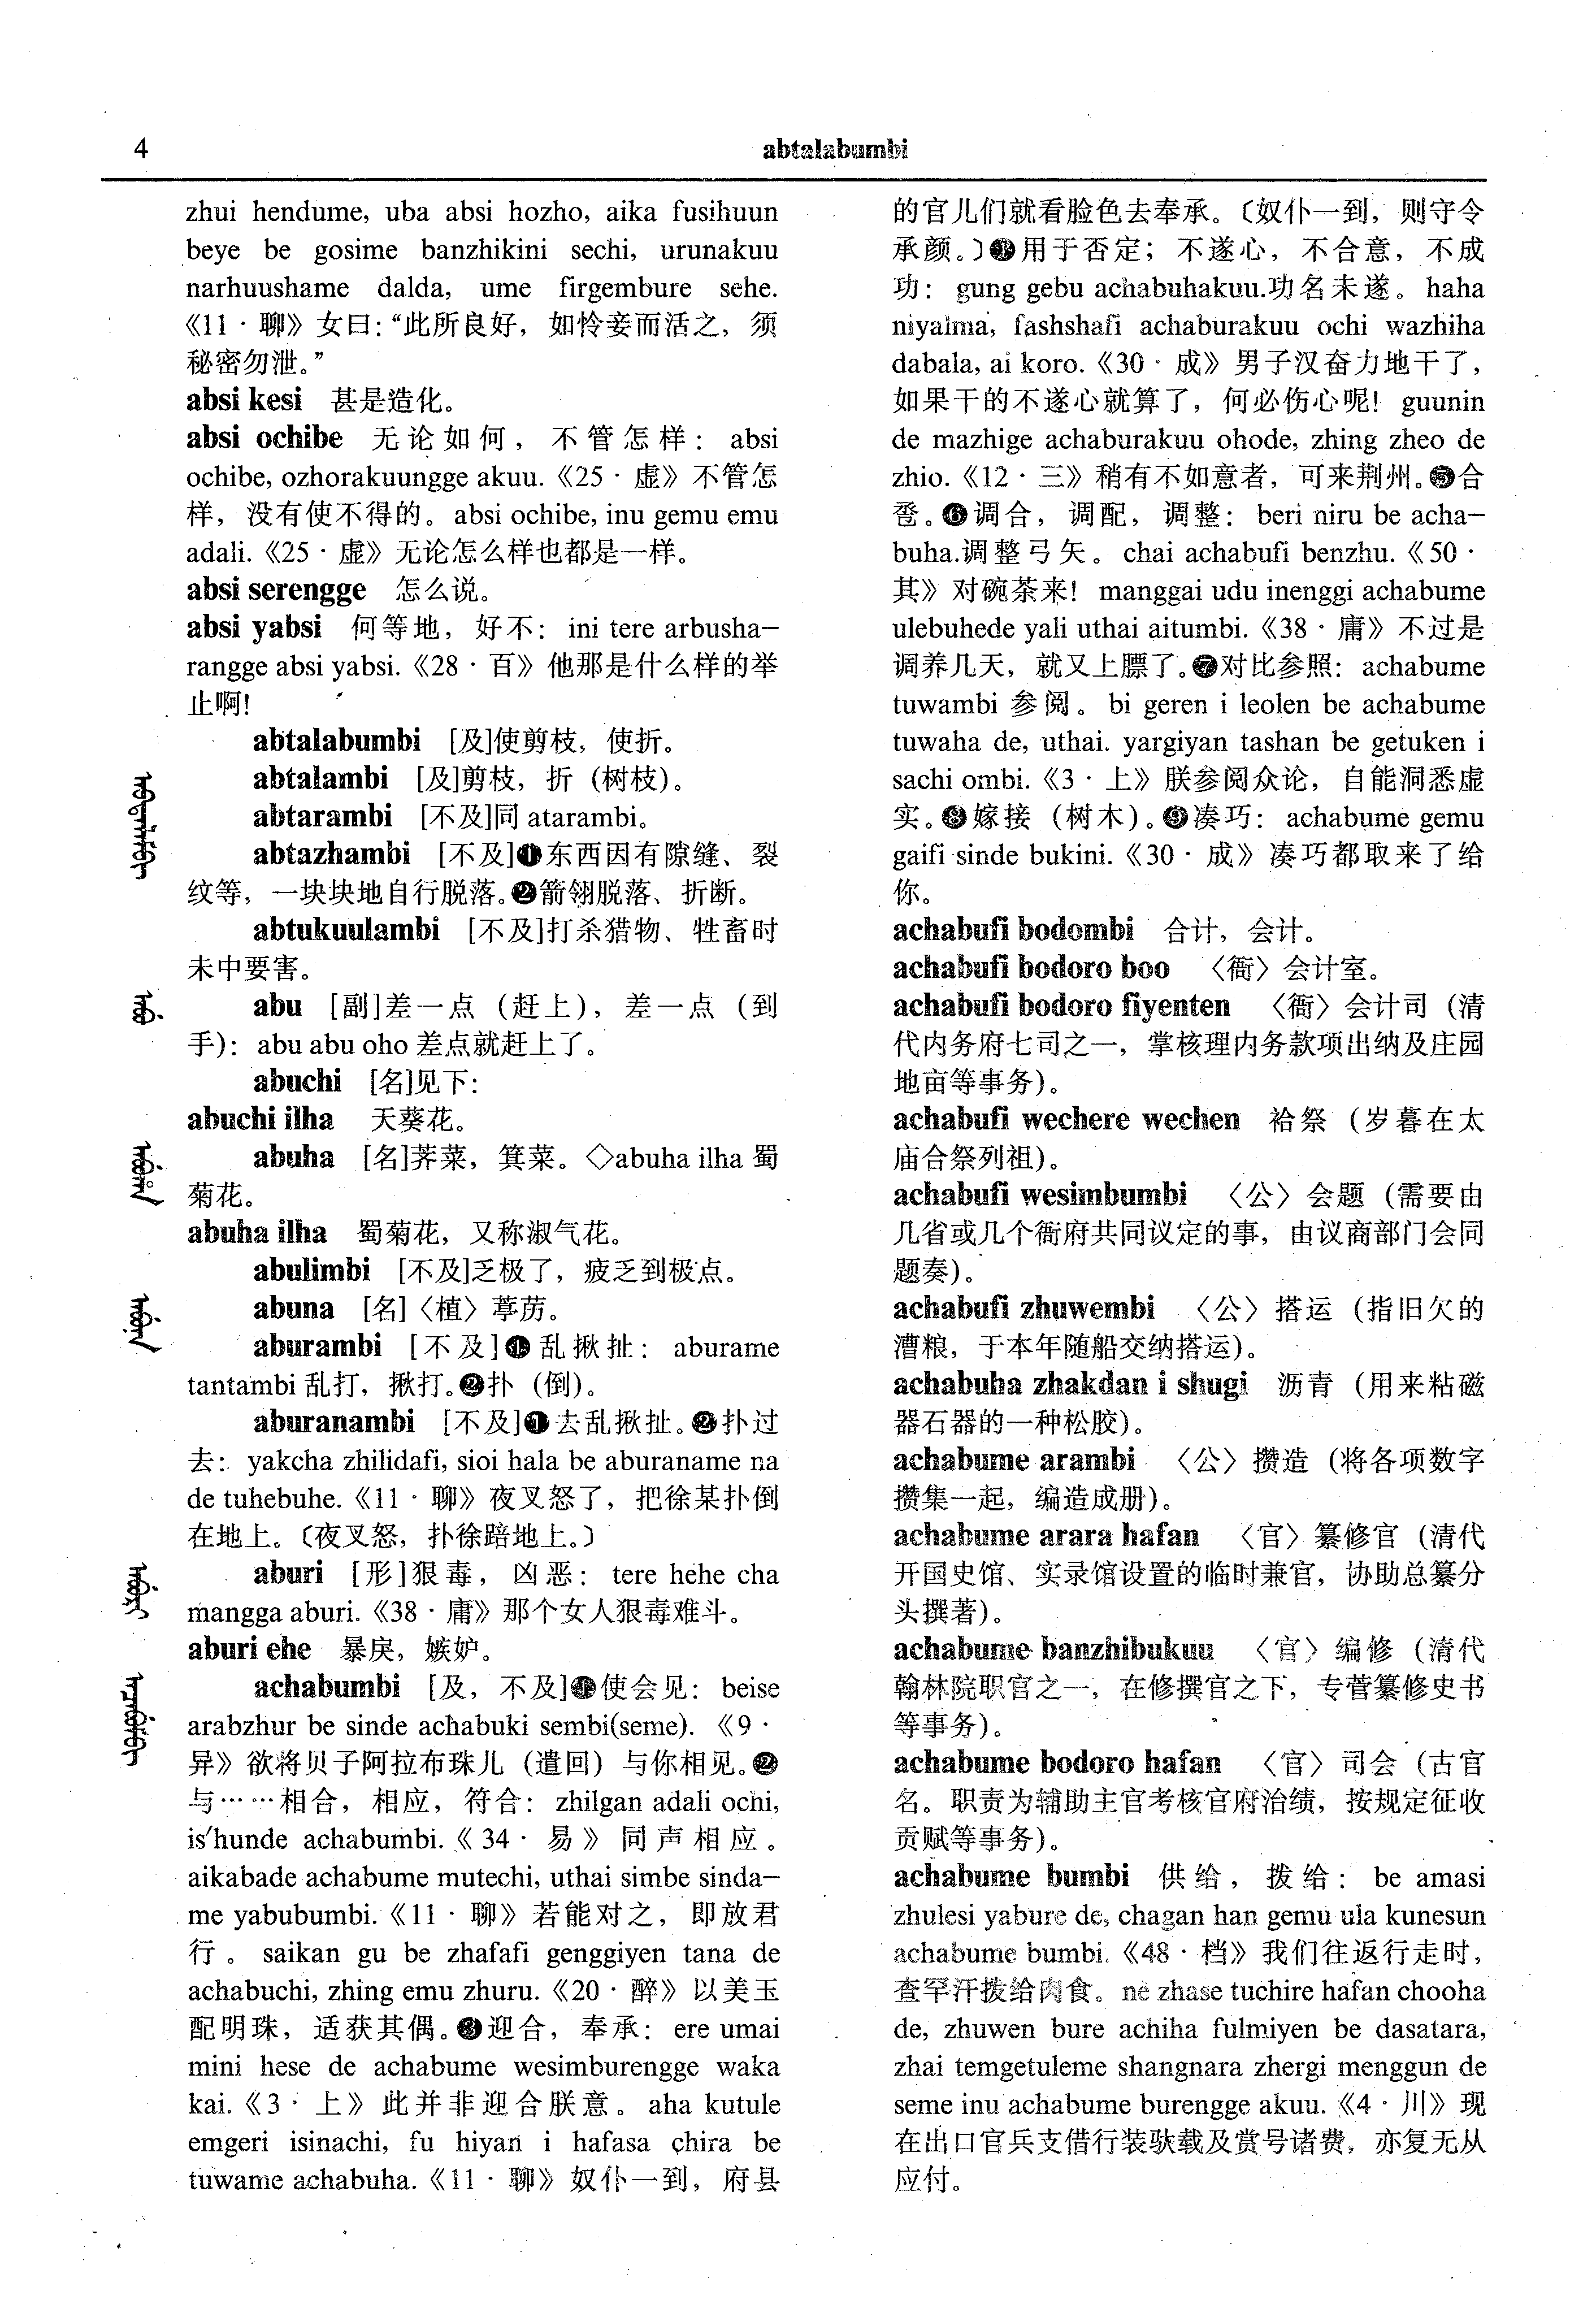 4
abtalabumbi
zhui hendume, uba absi hozho, aika fusihuun
beye be gosime banzhikini sechi, urunakuu
narhuushame dalda, ume firgembure sehe.
《11·聊》女曰:“此所良好，如怜妾而活之，须
秘密勿泄。”
absi kesi 甚是造化。
absi ochibe 无论如何，不管怎样: absi
ochibe, ozhorakuungge akuu.《25·虚》不管怎
样，没有使不得的。absi ochibe, inu gemu emu
adali.《25·虚》无论怎么样也都是一样。
absi serengge 怎么说。
absi yabsi 何等地，好不: ini tere arbusha-
rangge absi yabsi.《28·百》他那是什么样的举
止啊!
abtalabumbi [及]使剪枝，使折。
abtalambi [及]剪枝，折（树枝）。
abtarambi [不及]同 atarambi。
abtazhambi [不及]❶东西因有隙缝、裂
纹等，一块块地自行脱落。❷箭翎脱落、折断。
abtukuulambi [不及]打杀猎物、牲畜时
未中要害。
abu [副]差一点（赶上），差一点（到
手）: abu abu oho 差点就赶上了。
abuchi [名]见下:
abuchi ilha 天葵花。
abuha [名]荠菜，箕菜。◇abuha ilha 蜀
菊花。
abuha ilha 蜀菊花，又称淑气花。
abulimbi [不及]乏极了，疲乏到极点。
abuna [名]〈植〉葶苈。
aburambi [不及]❶乱揪扯: aburame
tantambi 乱打，揪打。❷扑（倒）。
aburanambi [不及]❶去乱揪扯。❷扑过
去: yakcha zhilidafi, sioi hala be aburaname na
de tuhebuhe.《11·聊》夜叉怒了，把徐某扑倒
在地上。〔夜叉怒，扑徐踣地上。〕
aburi [形]狠毒，凶恶: tere hehe cha
mangga aburi.《38·庸》那个女人狠毒难斗。
aburi ehe 暴戾，嫉妒。
achabumbi [及，不及]❶使会见: beise
arabzhur be sinde achabuki sembi(seme).《9·
异》欲将贝子阿拉布珠儿（遣回）与你相见。❷
与……相合，相应，符合: zhilgan adali ochi,
is'hunde achabumbi.《34·易》同声相应。
aikabade achabume mutechi, uthai simbe sinda-
me yabubumbi.《11·聊》若能对之，即放君
行。saikan gu be zhafafi genggiyen tana de
achabuchi, zhing emu zhuru.《20·醉》以美玉
配明珠，适获其偶。❸迎合，奉承: ere umai
mini hese de achabume wesimburengge waka
kai.《3·上》此并非迎合朕意。aha kutule
emgeri isinachi, fu hiyan i hafasa chira be
tuwame achabuha.《11·聊》奴仆一到，府县
的官儿们就看脸色去奉承。〔奴仆一到，则守令
承颜。〕❹用于否定；不遂心，不合意，不成
功: gung gebu achabuhakuu.功名未遂。haha
niyalma, fashshafi achaburakuu ochi wazhiha
dabala, ai koro.《30·成》男子汉奋力地干了，
如果干的不遂心就算了，何必伤心呢! guunin
de mazhige achaburakuu ohode, zhing zheo de
zhio.《12·三》稍有不如意者，可来荆州。❺合
卺。❻调合，调配，调整: beri niru be acha-
buha.调整弓矢。chai achabufi benzhu.《50·
其》对碗茶来! manggai udu inenggi achabume
ulebuhede yali uthai aitumbi.《38·庸》不过是
调养几天，就又上膘了。❼对比参照: achabume
tuwambi 参阅。bi geren i leolen be achabume
tuwaha de, uthai. yargiyan tashan be getuken i
sachi ombi.《3·上》朕参阅众论，自能洞悉虚
实。❽嫁接（树木）。❾凑巧: achabume gemu
gaifi sinde bukini.《30·成》凑巧都取来了给
你。
achabufi bodombi 合计，会计。
achabufi bodoro boo 〈衙〉会计室。
achabufi bodoro fiyenten 〈衙〉会计司（清
代内务府七司之一，掌核理内务款项出纳及庄园
地亩等事务）。
achabufi wechere wechen 祫祭（岁暮在太
庙合祭列祖）。
achabufi wesimbumbi 〈公〉会题（需要由
几省或几个衙府共同议定的事，由议商部门会同
题奏）。
achabufi zhuwembi 〈公〉搭运（指旧欠的
漕粮，于本年随船交纳搭运）。
achabuha zhakdan i shugi 沥青（用来粘磁
器石器的一种松胶）。
achabume arambi 〈公〉攒造（将各项数字
攒集一起，编造成册）。
achabume arara hafan 〈官〉纂修官（清代
开国史馆、实录馆设置的临时兼官，协助总纂分
头撰著）。
achabume banzhibukuu 〈官〉编修（清代
翰林院职官之一，在修撰官之下，专菅纂修史书
等事务）。
achabume bodoro hafan 〈官〉司会（古官
名。职责为辅助主官考核官府治绩，按规定征收
贡赋等事务）。
achabume bumbi 供给，拨给: be amasi
zhulesi yabure de, chagan han gemu ula kunesun
achabume bumbi.《48·档》我们往返行走时，
查罕汗拨给肉食。ne zhase tuchire hafan chooha
de, zhuwen bure achiha fulmiyen be dasatara,
zhai temgetuleme shangnara zhergi menggun de
seme inu achabume burengge akuu.《4·川》现
在出口官兵支借行装驮载及赏号诸费，亦复无从
应付。